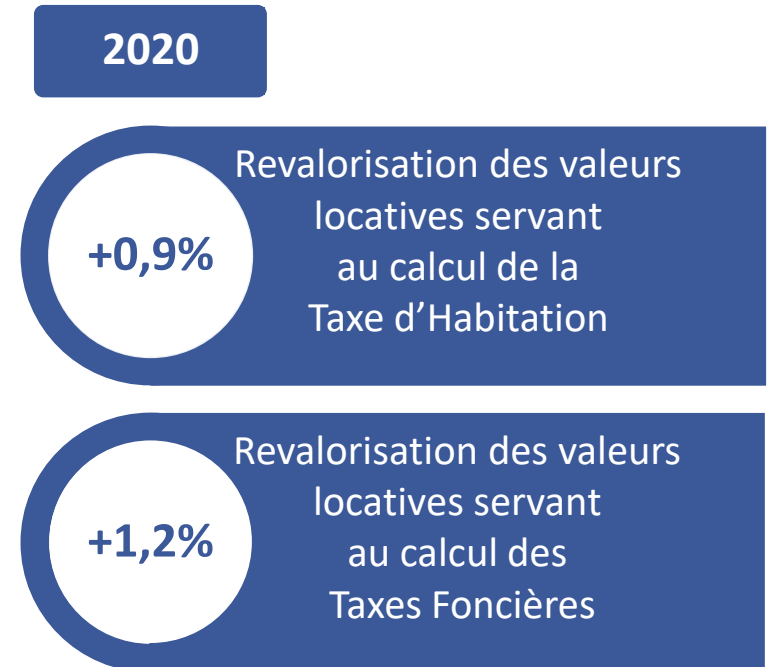 2020
+0,9%
Revalorisation des valeurs
locatives servant
au calcul de la
Taxe d’Habitation
+1,2%
Revalorisation des valeurs
locatives servant
au calcul des
Taxes Foncières